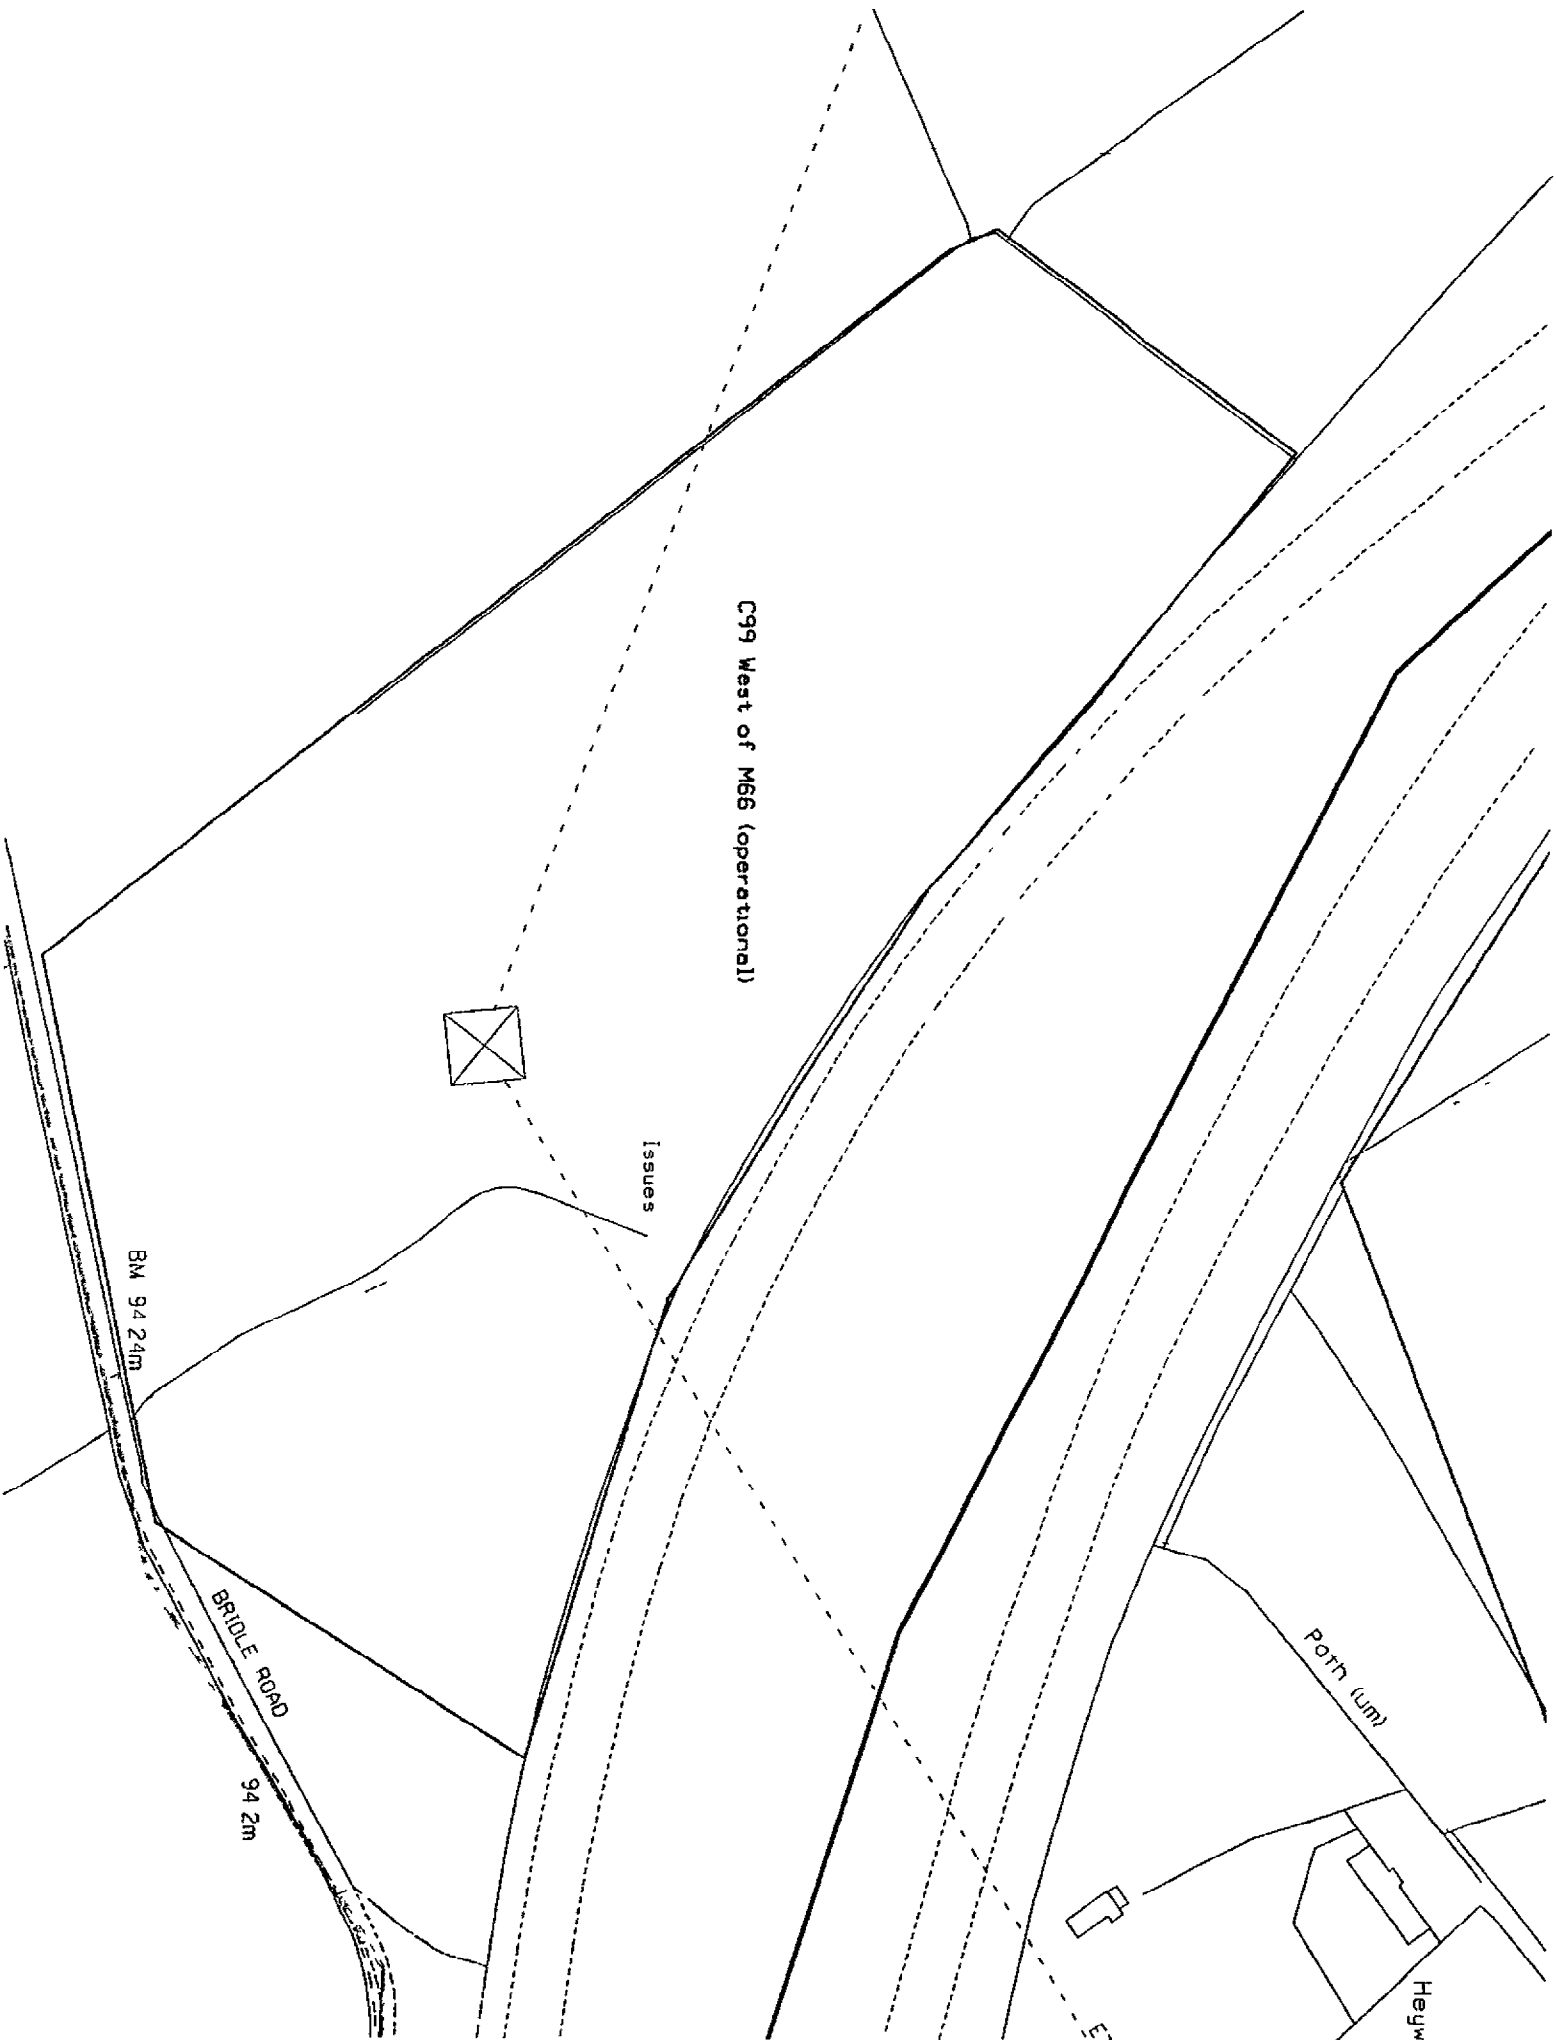 C99 West of M66 (operational)
Issues
BM 94 24m
BRIDLE ROAD
94 2m
Path (um)
Heyw